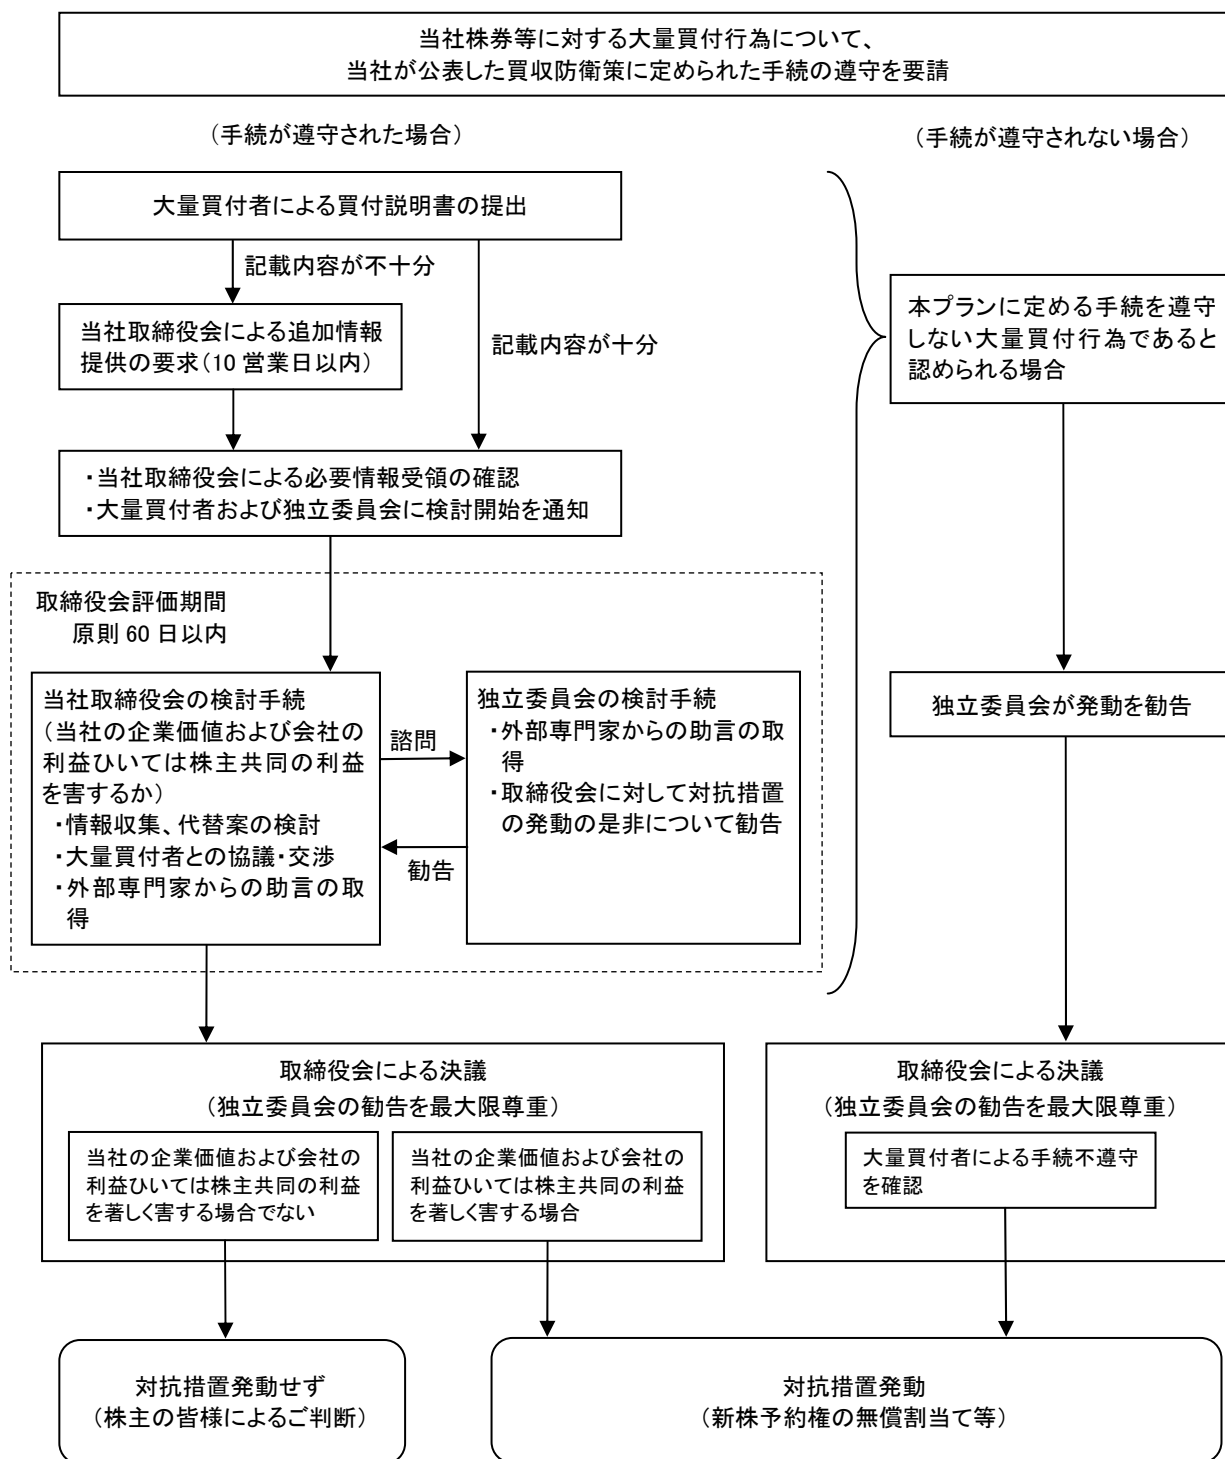 当社株券等に対する大量買付行為について、
当社が公表した買収防衛策に定められた手続の遵守を要請
（手続が遵守された場合）
（手続が遵守されない場合）
大量買付者による買付説明書の提出
記載内容が不十分
記載内容が十分
当社取締役会による追加情報
提供の要求（10 営業日以内）
・当社取締役会による必要情報受領の確認
・大量買付者および独立委員会に検討開始を通知
本プランに定める手続を遵守
しない大量買付行為であると
認められる場合
取締役会評価期間
原則 60 日以内
当社取締役会の検討手続
（当社の企業価値および会社の
利益ひいては株主共同の利益
を害するか）
・情報収集、代替案の検討
・大量買付者との協議・交渉
・外部専門家からの助言の取
得
諮問
勧告
独立委員会の検討手続
・外部専門家からの助言の取
得
・取締役会に対して対抗措置
の発動の是非について勧告
独立委員会が発動を勧告
取締役会による決議
（独立委員会の勧告を最大限尊重）
当社の企業価値および会社の
利益ひいては株主共同の利益
を著しく害する場合でない
当社の企業価値および会社の
利益ひいては株主共同の利益
を著しく害する場合
取締役会による決議
（独立委員会の勧告を最大限尊重）
大量買付者による手続不遵守
を確認
対抗措置発動せず
（株主の皆様によるご判断）
対抗措置発動
（新株予約権の無償割当て等）